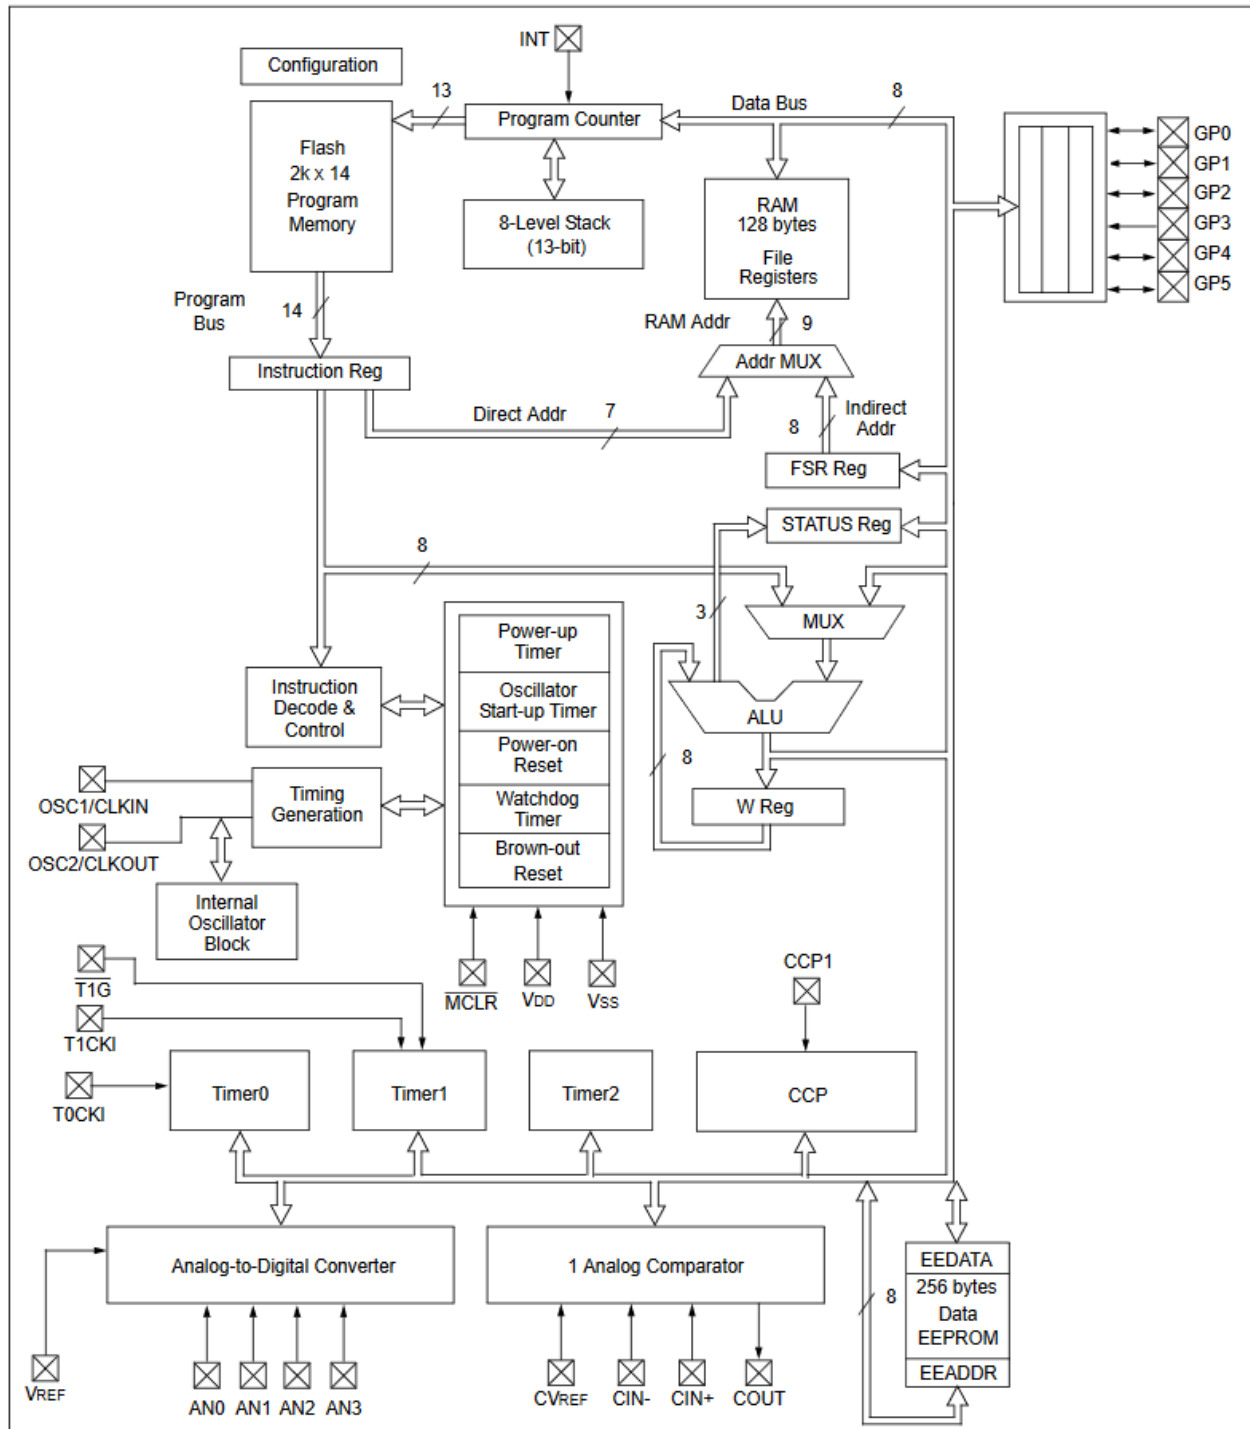 INT
Configuration
13
Program Counter
Data Bus
8
Flash
2k x 14
Program
Memory
8-Level Stack
(13-bit)
RAM
128 bytes
File
Registers
GP0
GP1
GP2
GP3
GP4
GP5
Program
Bus
14
RAM Addr
9
Addr MUX
Instruction Reg
Direct Addr
7
8
Indirect
Addr
FSR Reg
STATUS Reg
8
3
MUX
Power-up
Timer
Oscillator
Start-up Timer
Power-on
Reset
Watchdog
Timer
Brown-out
Reset
Instruction
Decode &
Control
ALU
8
W Reg
OSC1/CLKIN
Timing
Generation
OSC2/CLKOUT
Internal
Oscillator
Block
T1G
T1CKI
T0CKI
MCLR
VDD
VSS
CCP1
Timer0
Timer1
Timer2
CCP
Analog-to-Digital Converter
1 Analog Comparator
EEDATA
256 bytes
Data
EEPROM
EEADDR
8
VREF
AN0
AN1
AN2
AN3
CVREF
CIN-
CIN+
COUT